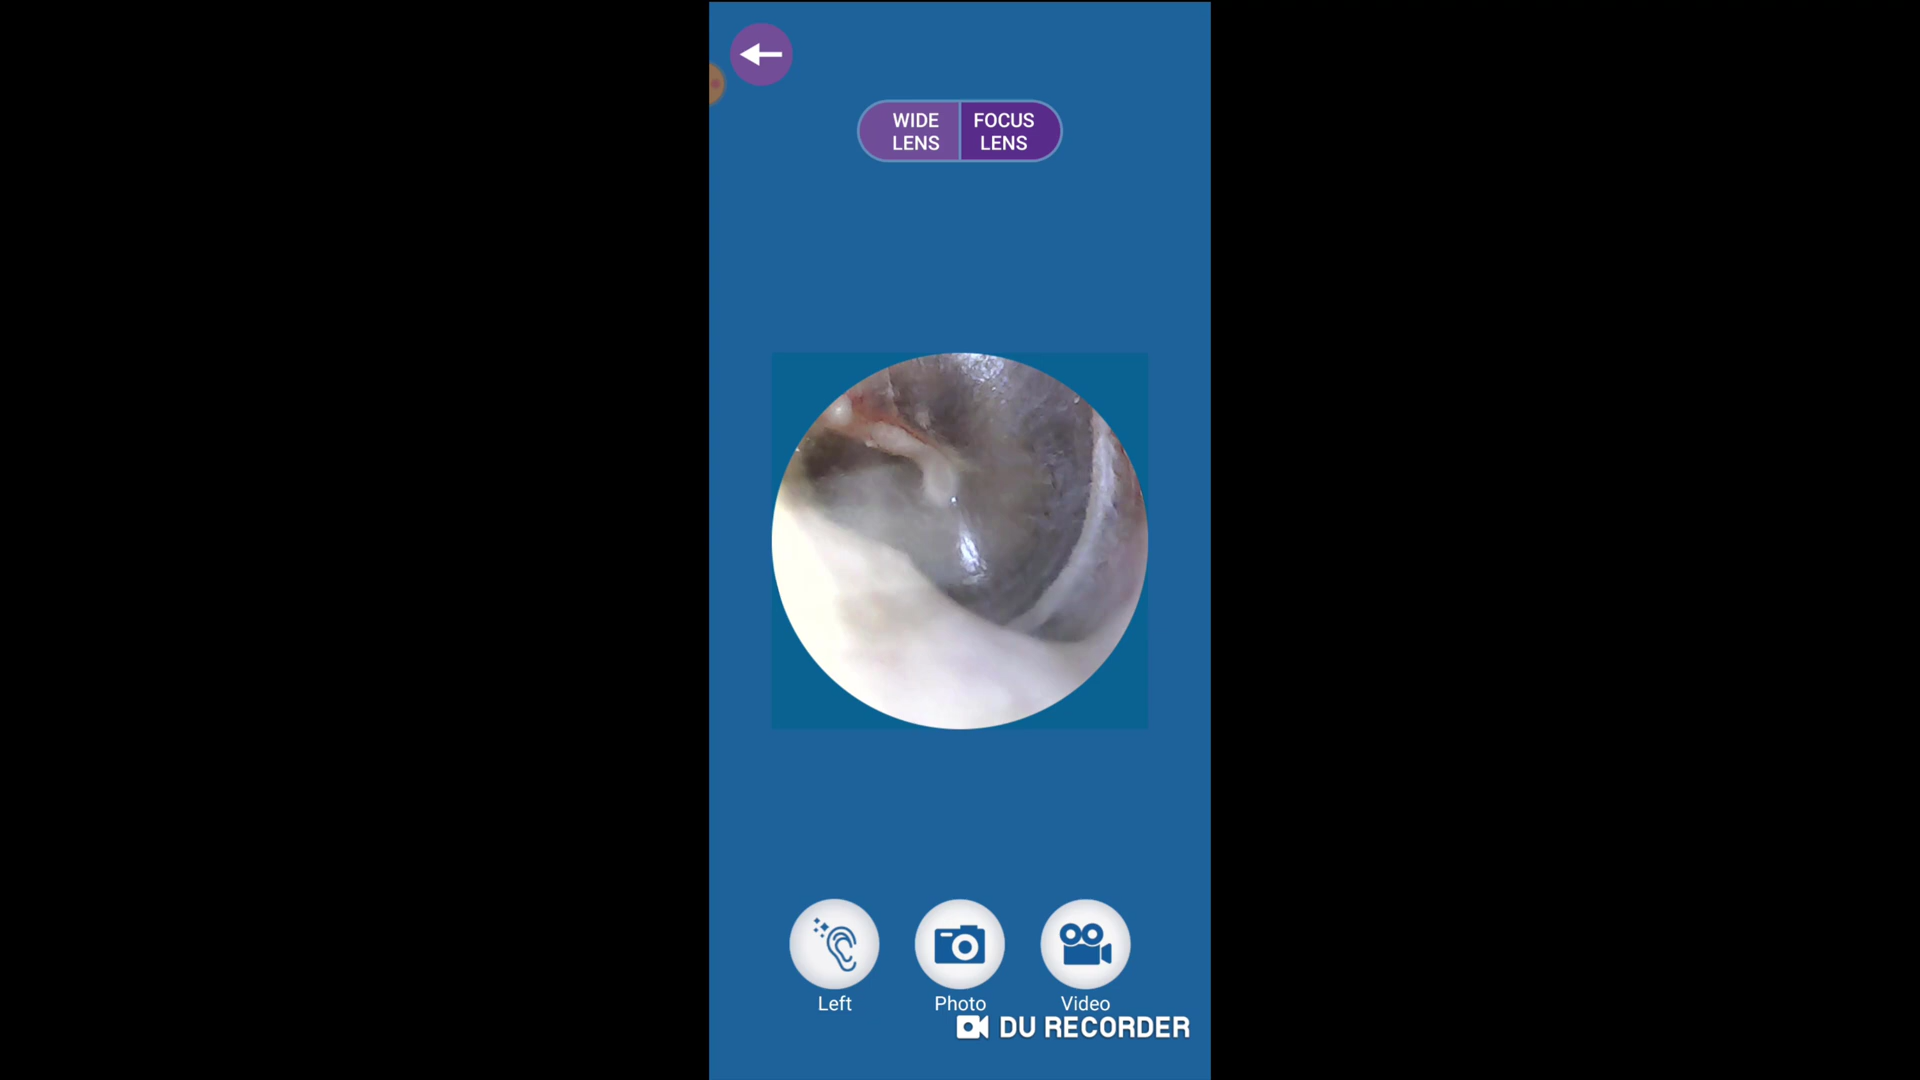 WIDE
LENS
FOCUS
LENS
Left
Photo
Video
DU RECORDER